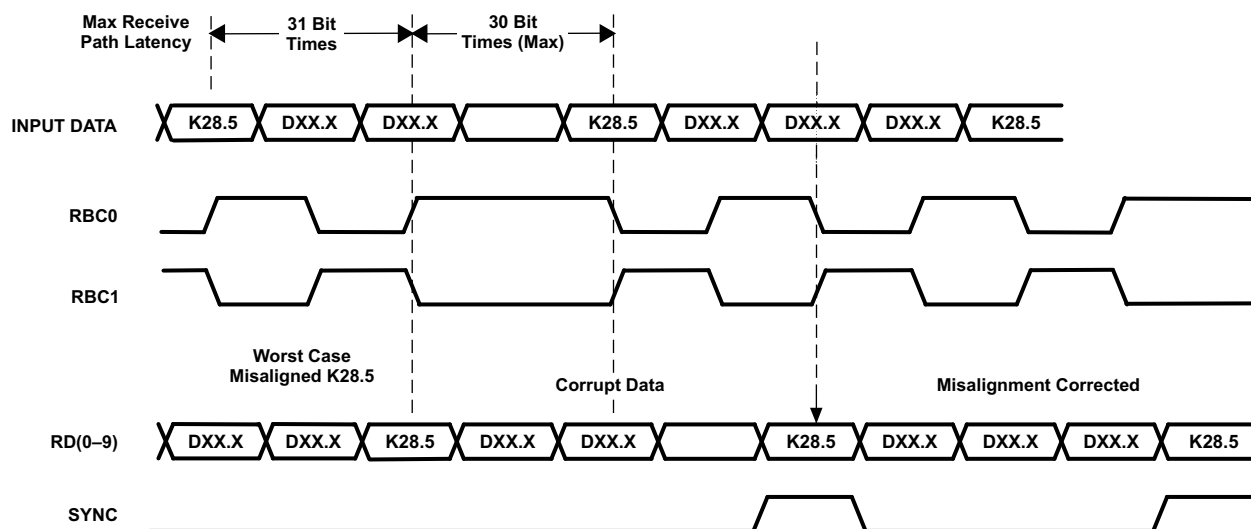 Max Receive
Path Latency
31 Bit
Times
30 Bit
Times (Max)
INPUT DATA
K28.5 DXX.X DXX.X K28.5 DXX.X DXX.X DXX.X K28.5
RBC0
RBC1
Worst Case
Misaligned K28.5
Corrupt Data
Misalignment Corrected
RD(0–9)
DXX.X DXX.X K28.5 DXX.X DXX.X K28.5 DXX.X DXX.X DXX.X K28.5
SYNC